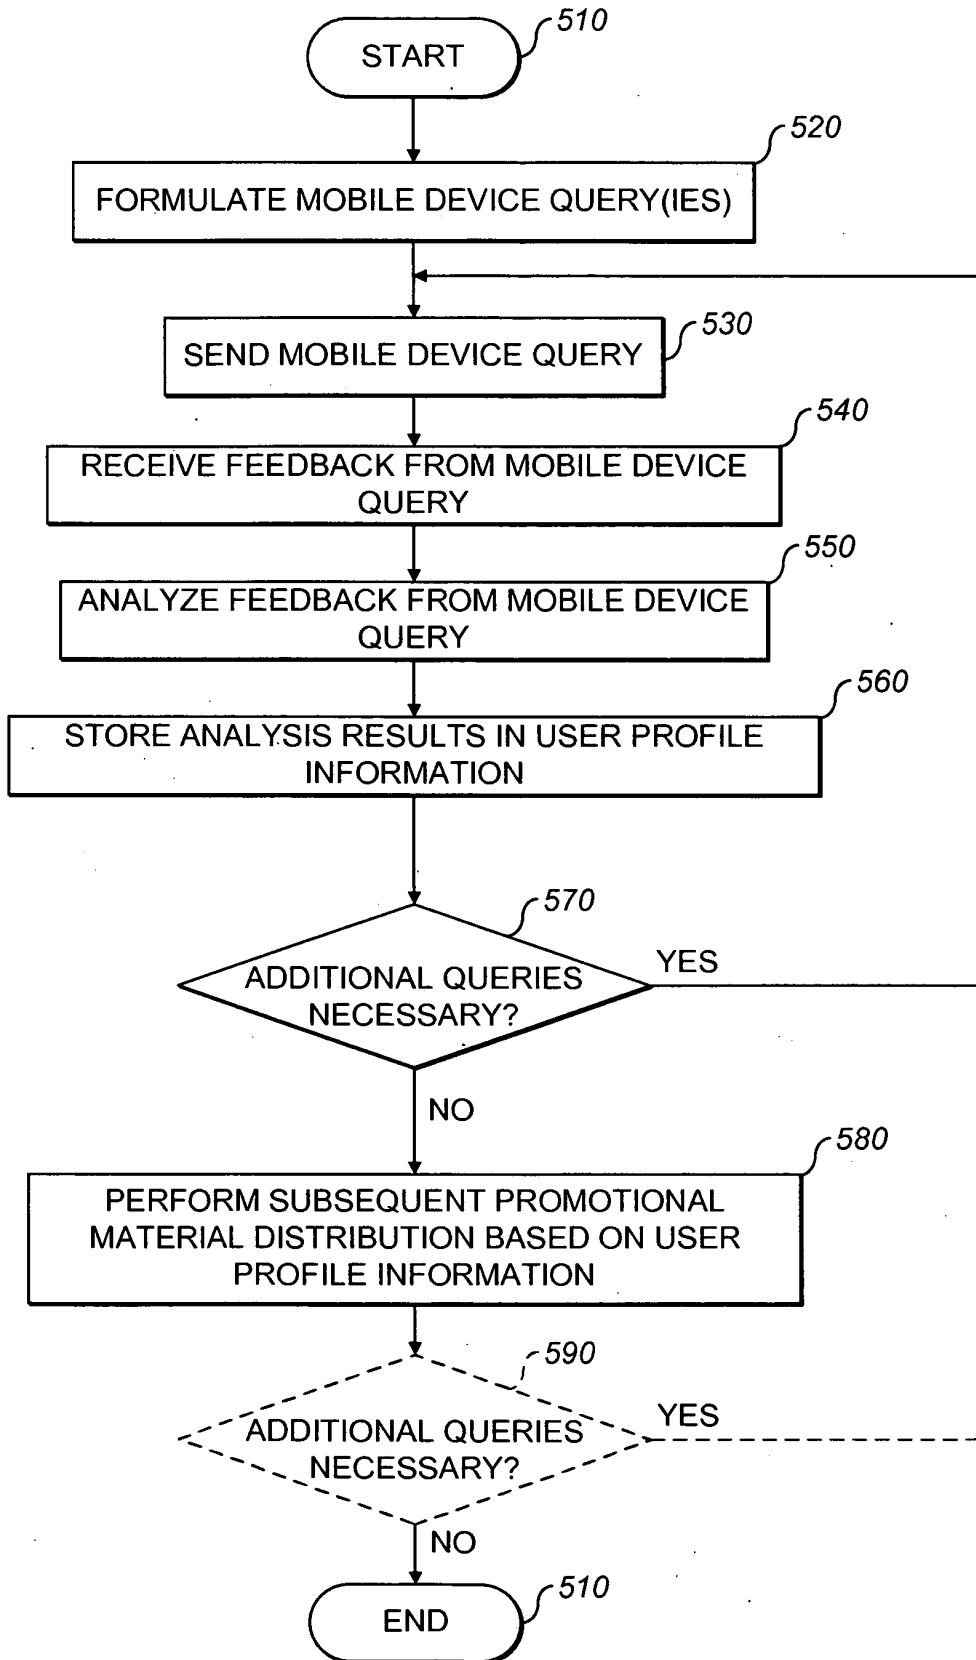 START
510
520
FORMULATE MOBILE DEVICE QUERY(IES)
530
SEND MOBILE DEVICE QUERY
540
RECEIVE FEEDBACK FROM MOBILE DEVICE
QUERY
550
ANALYZE FEEDBACK FROM MOBILE DEVICE
QUERY
560
STORE ANALYSIS RESULTS IN USER PROFILE
INFORMATION
570
ADDITIONAL QUERIES
NECESSARY?
YES
NO
580
PERFORM SUBSEQUENT PROMOTIONAL
MATERIAL DISTRIBUTION BASED ON USER
PROFILE INFORMATION
590
ADDITIONAL QUERIES
NECESSARY?
YES
NO
510
END